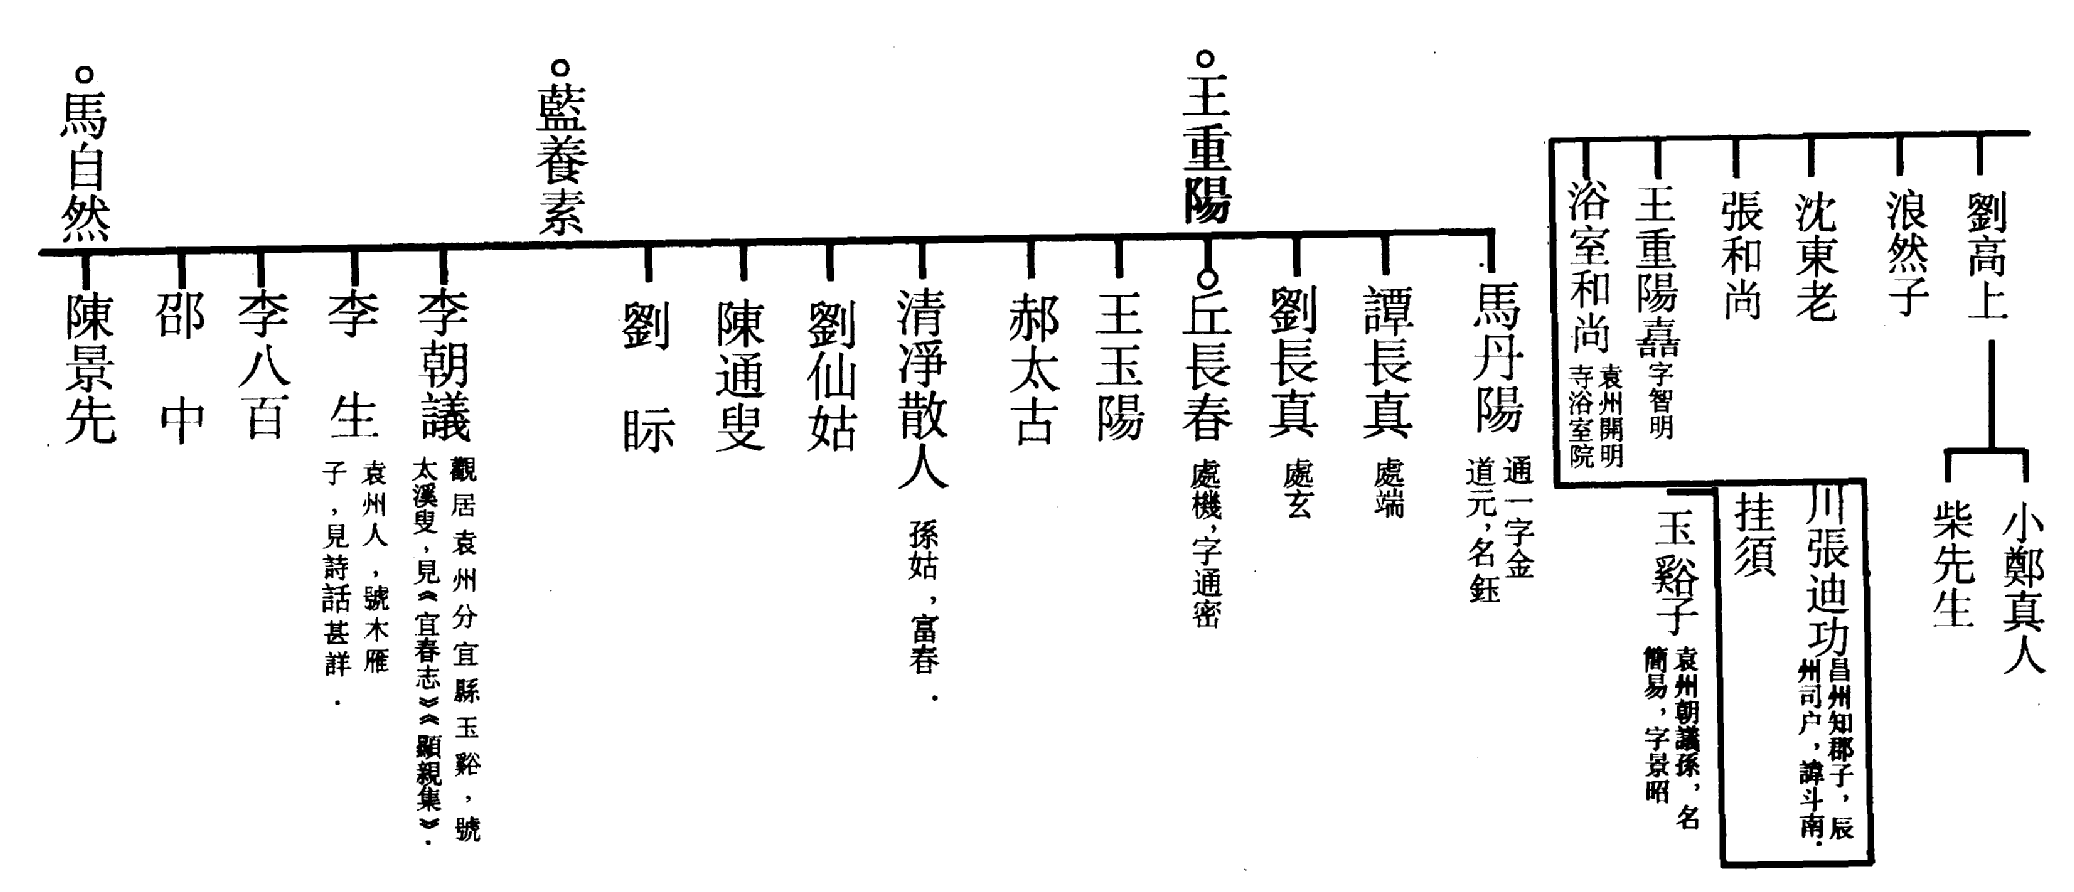 劉高上
小鄭真人
柴先生
浪然子
沈東老
張和尚
王重陽嘉
字智明
浴室和尚
袁州開明
寺浴室院
川張迪功
昌州知郡子，辰
州司户，諱斗南．
挂須
玉谿子
袁州朝議孫，名
簡易，字景昭
王重陽
馬丹陽
通一字金
道元，名鈺
譚長真
處端
劉長真
處玄
丘長春
處機，字通密
王玉陽
郝太古
清凈散人
孫姑，富春．
劉仙姑
陳通叟
劉
藍養素
李朝議
觀居袁州分宜縣玉谿，號
太溪叟，見《宜春志》《顯親集》．
李生
袁州人，號木雁
子，見詩話甚詳．
李八百
邵中
馬自然
陳景先